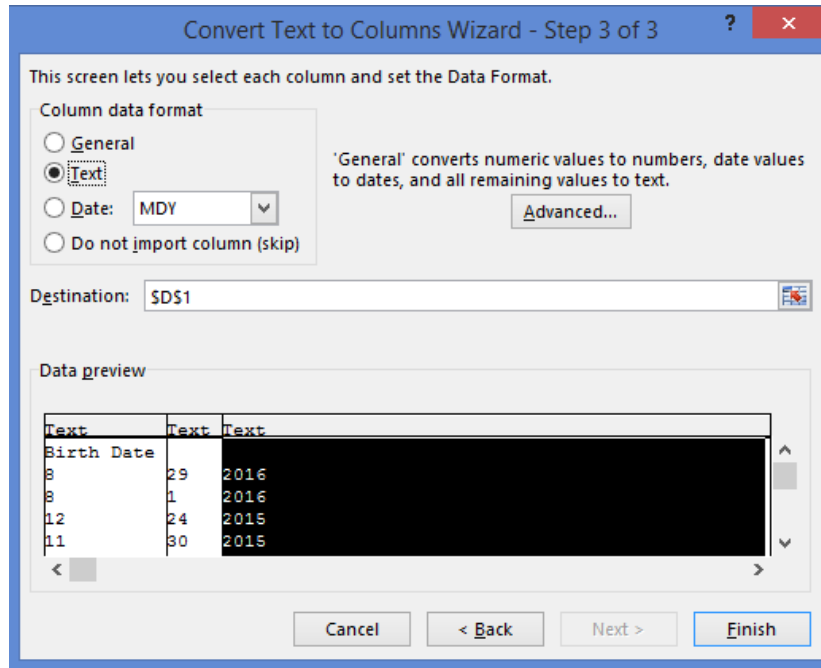 Convert Text to Columns Wizard - Step 3 of 3 ? ×
This screen lets you select each column and set the Data Format.
Column data format
General
Text
Date: MDY
Do not import column (skip)
'General' converts numeric values to numbers, date values
to dates, and all remaining values to text.
Advanced...
Destination: $D$1
Data preview
Text Text Text
Birth Date
8 29 2016
8 1 2016
12 24 2015
11 30 2015
Cancel < Back Next > Finish